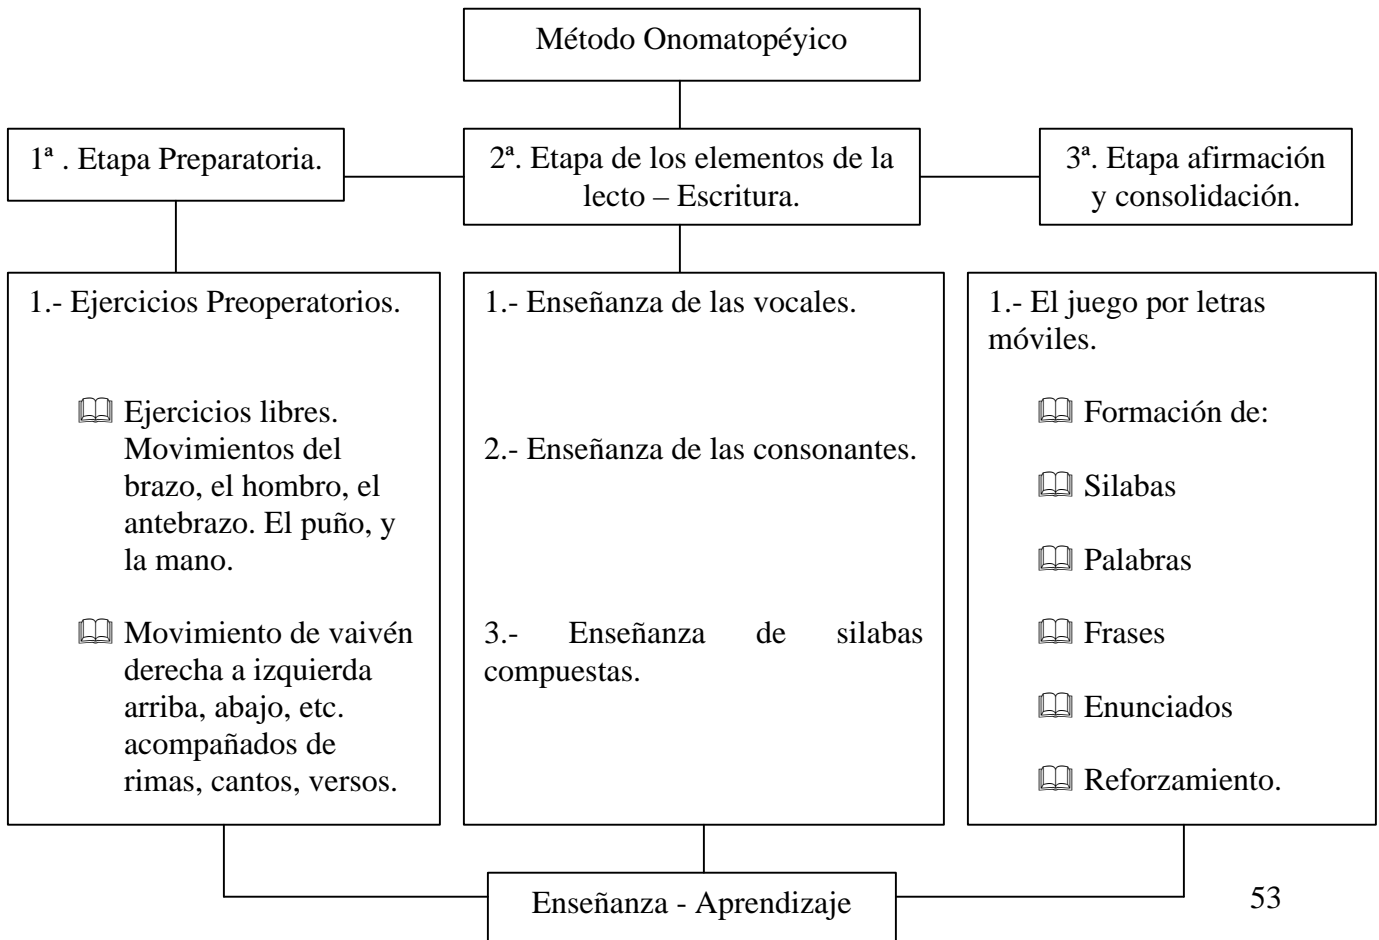 Método Onomatopéyico
1ª . Etapa Preparatoria.
2ª. Etapa de los elementos de la
lecto – Escritura.
3ª. Etapa afirmación
y consolidación.
1.- Ejercicios Preoperatorios.
🕮 Ejercicios libres.
Movimientos del
brazo, el hombro, el
antebrazo. El puño, y
la mano.
🕮 Movimiento de vaivén
derecha a izquierda
arriba, abajo, etc.
acompañados de
rimas, cantos, versos.
1.- Enseñanza de las vocales.
2.- Enseñanza de las consonantes.
3.- Enseñanza de silabas
compuestas.
1.- El juego por letras
móviles.
🕮 Formación de:
🕮 Silabas
🕮 Palabras
🕮 Frases
🕮 Enunciados
🕮 Reforzamiento.
Enseñanza - Aprendizaje
53